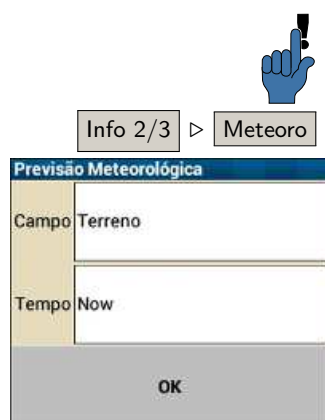 Info 2/3 ▷ Meteoro
Previsão Meteorológica
Campo Terreno
Tempo Now
OK